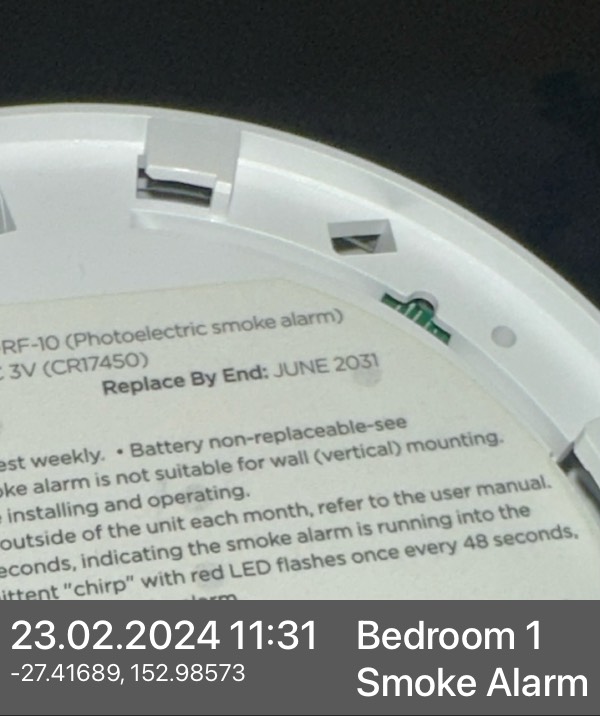 RF-10 (Photoelectric smoke alarm)
3V (CR17450)
Replace By End: JUNE 2031
est weekly. • Battery non-replaceable-see
oke alarm is not suitable for wall (vertical) mounting.
installing and operating.
outside of the unit each month, refer to the user manual.
econds, indicating the smoke alarm is running into the
ittent "chirp" with red LED flashes once every 48 seconds,
alarm
23.02.2024 11:31
-27.41689, 152.98573
Bedroom 1
Smoke Alarm